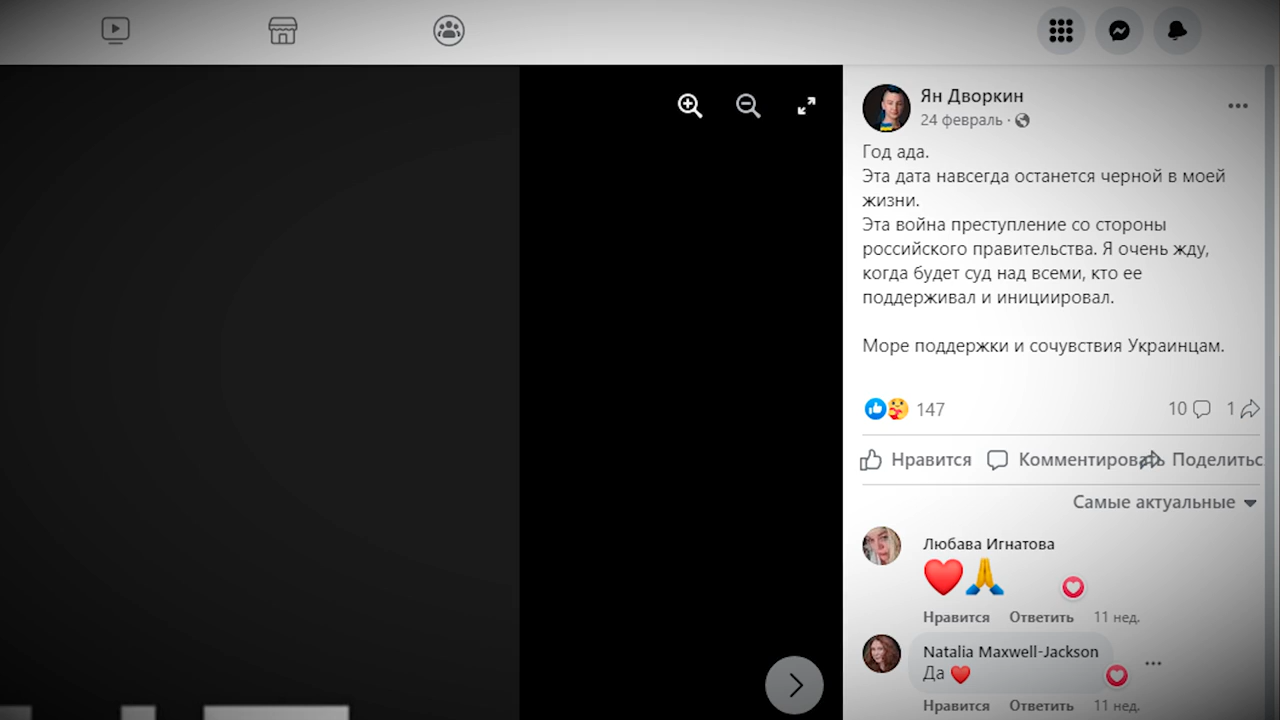 Ян Дворкин
24 февраль ·
Год ада.
Эта дата навсегда останется черной в моей
жизни.
Эта война преступление со стороны
российского правительства. Я очень жду,
когда будет суд над всеми, кто ее
поддерживал и инициировал.
Море поддержки и сочувствия Украинцам.
147 10 1
Нравится Комментировать Поделитьс
Самые актуальные
Любава Игнатова
❤️🙏
Нравится Ответить 11 нед.
Natalia Maxwell-Jackson
Да ❤️
Нравится Ответить 11 нед.